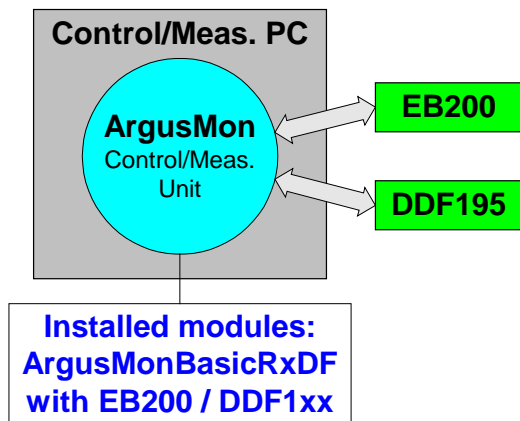 Control/Meas. PC
ArgusMon
Control/Meas.
Unit
EB200
DDF195
Installed modules:
ArgusMonBasicRxDF
with EB200 / DDF1xx